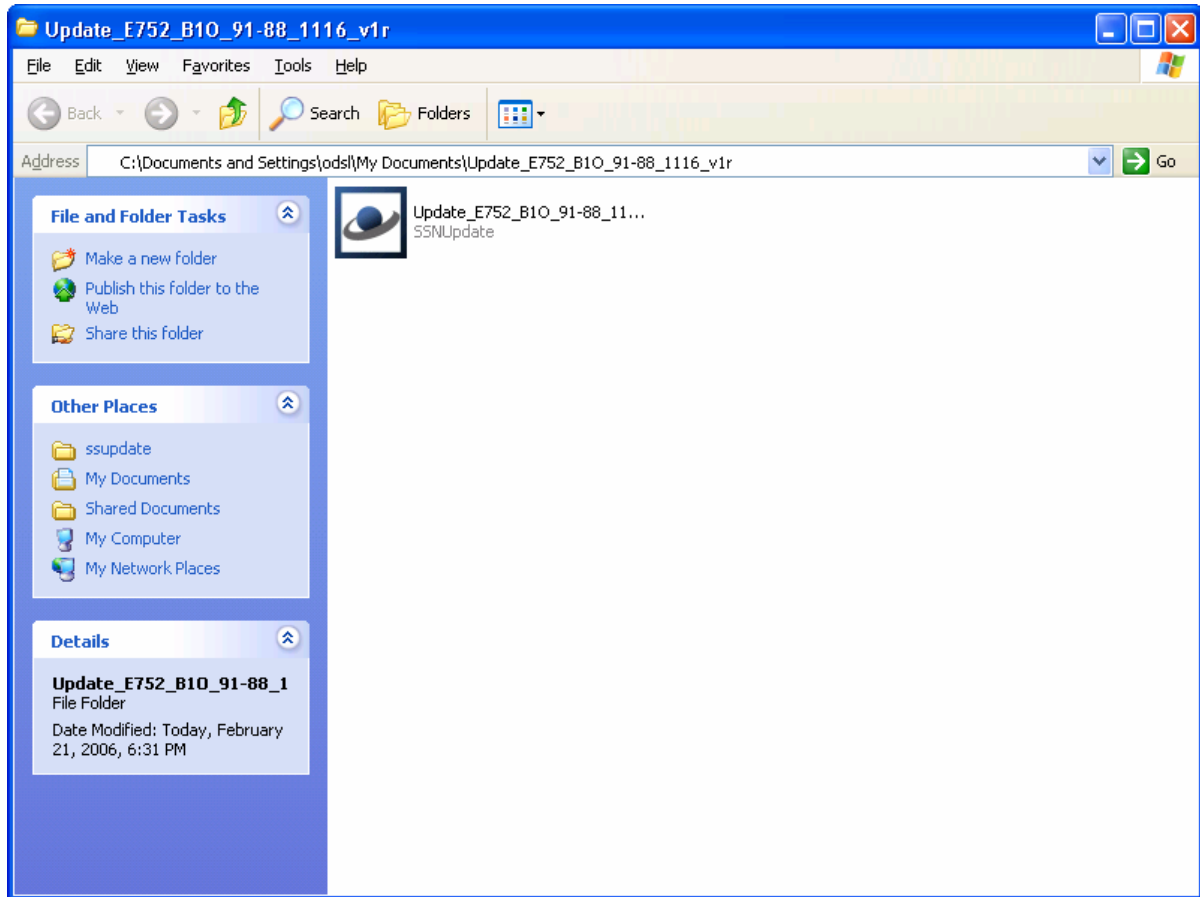 Update_E752_B1O_91-88_1116_v1r
File Edit View Favorites Tools Help
Back Search Folders
Address C:\Documents and Settings\odsl\My Documents\Update_E752_B1O_91-88_1116_v1r Go
File and Folder Tasks
Make a new folder
Publish this folder to the
Web
Share this folder
Other Places
ssupdate
My Documents
Shared Documents
My Computer
My Network Places
Details
Update_E752_B1O_91-88_1
File Folder
Date Modified: Today, February
21, 2006, 6:31 PM
Update_E752_B1O_91-88_11...
SSNUpdate